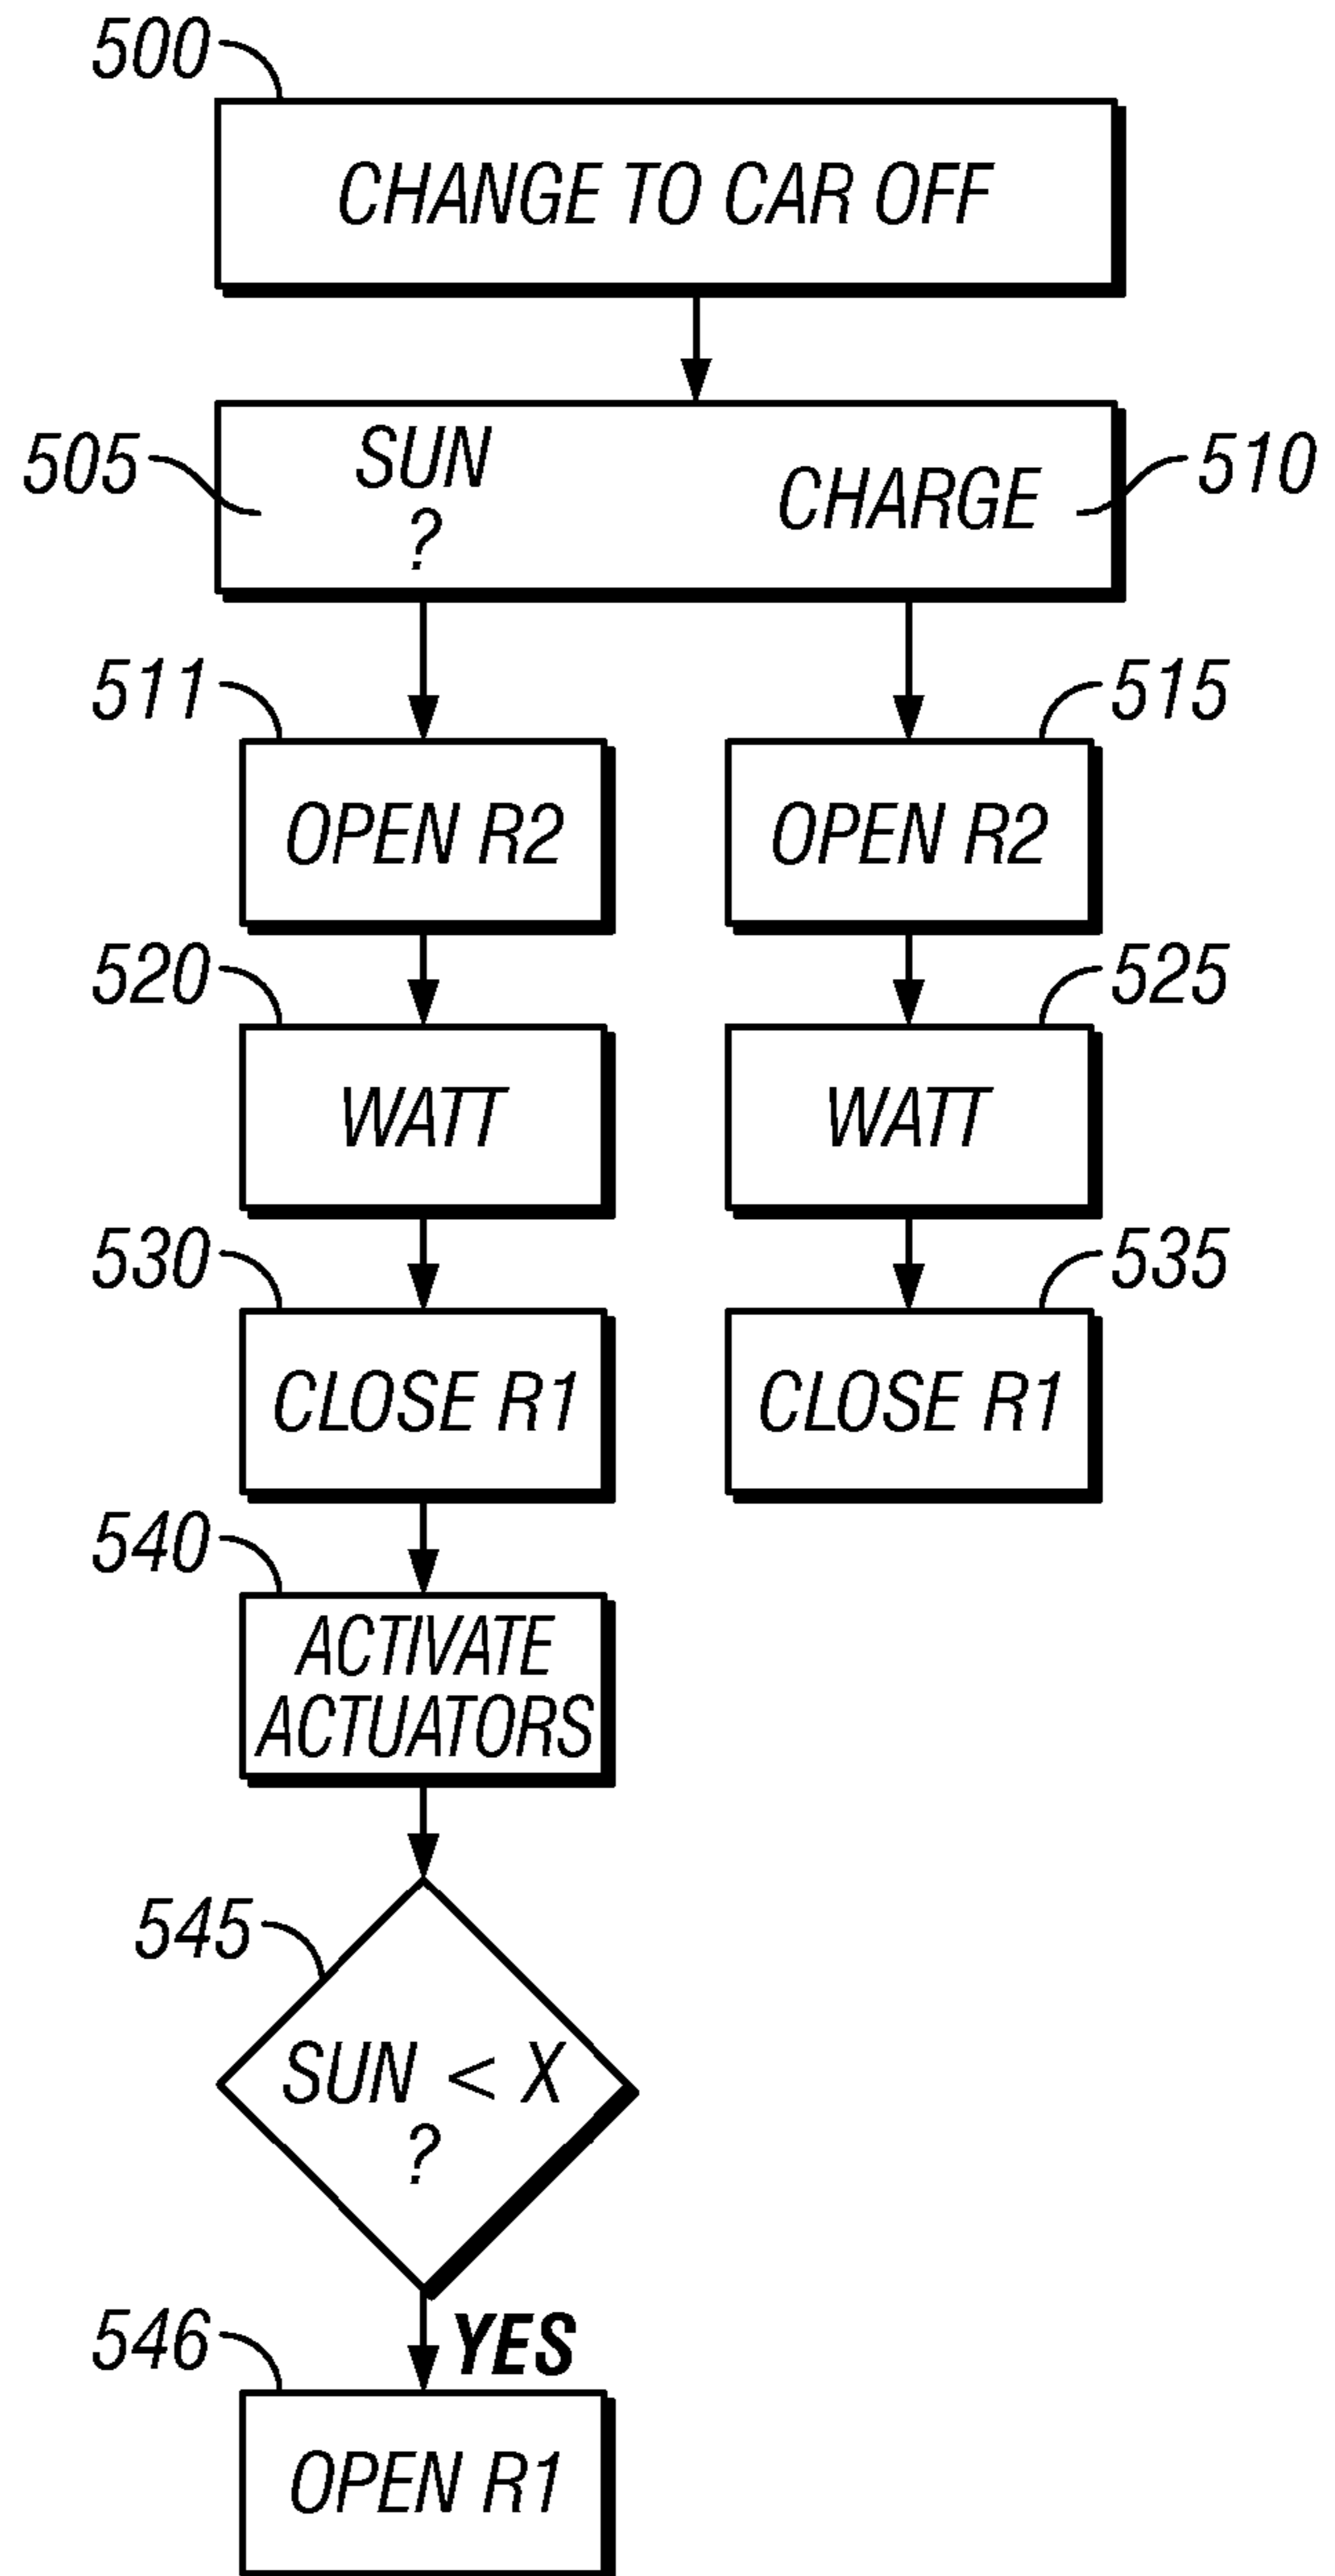 500
CHANGE TO CAR OFF
505
SUN
?
CHARGE
510
511
OPEN R2
515
OPEN R2
520
WATT
525
WATT
530
CLOSE R1
535
CLOSE R1
540
ACTIVATE
ACTUATORS
545
SUN < X
?
YES
546
OPEN R1